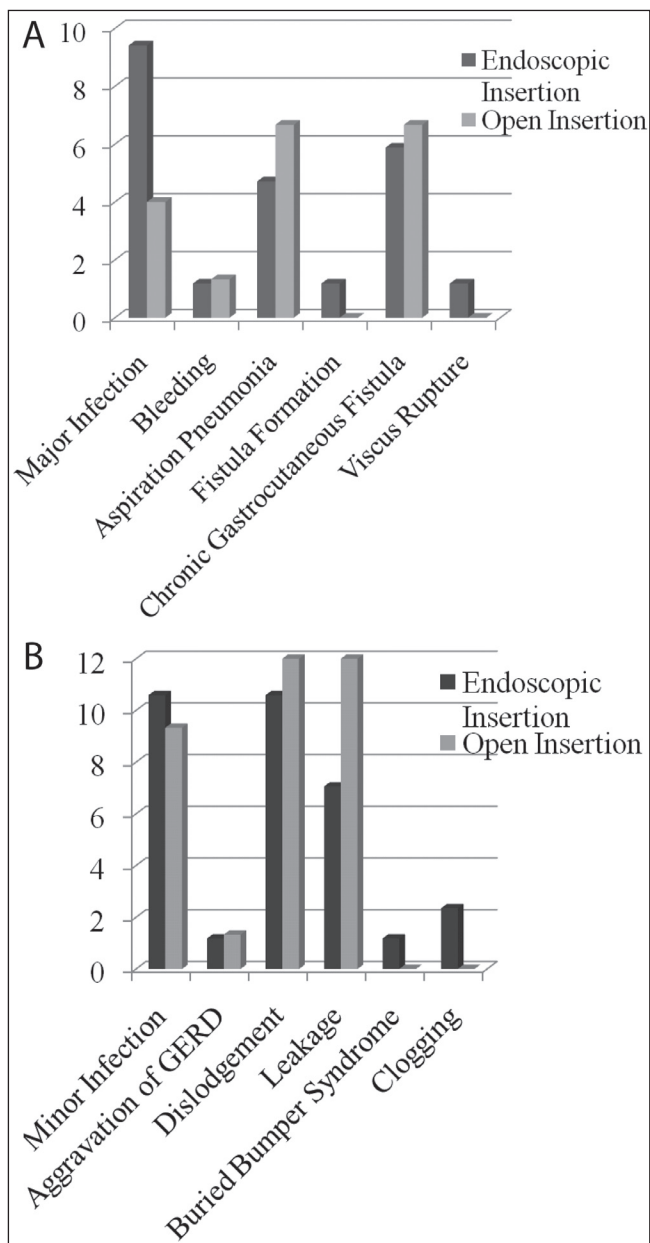 A
10
8
6
4
2
0
Endoscopic
Insertion
Open Insertion
Major Infection
Bleeding
Aspiration Pneumonia
Fistula Formation
Chronic Gastrocutaneous Fistula
Viscus Rupture
B
12
10
8
6
4
2
0
Endoscopic
Insertion
Open Insertion
Minor Infection
Aggravation of GERD
Dislodgement
Leakage
Buried Bumper Syndrome
Clogging